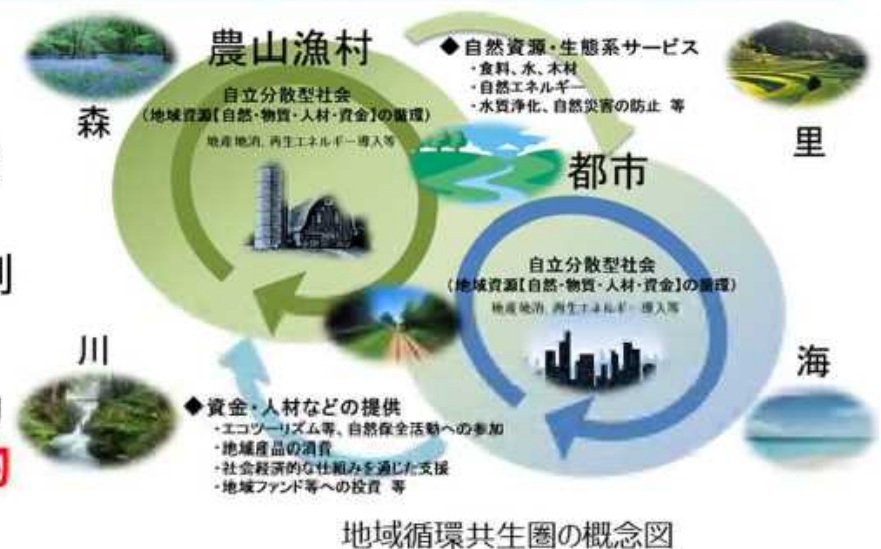 農山漁村
自立分散型社会
(地域資源【自然・物質・人材・資金】の循環)
地産地消、再生エネルギー導入等
◆自然資源・生態系サービス
・食料、水、木材
・自然エネルギー
・水質浄化、自然災害の防止 等
森
里
都市
自立分散型社会
(地域資源【自然・物質・人材・資金】の循環)
地産地消、再生エネルギー導入等
川
海
◆資金・人材などの提供
・エコツーリズム等、自然保全活動への参加
・地域産品の消費
・社会経済的な仕組みを通じた支援
・地域ファンド等への投資 等
的
地域循環共生圏の概念図